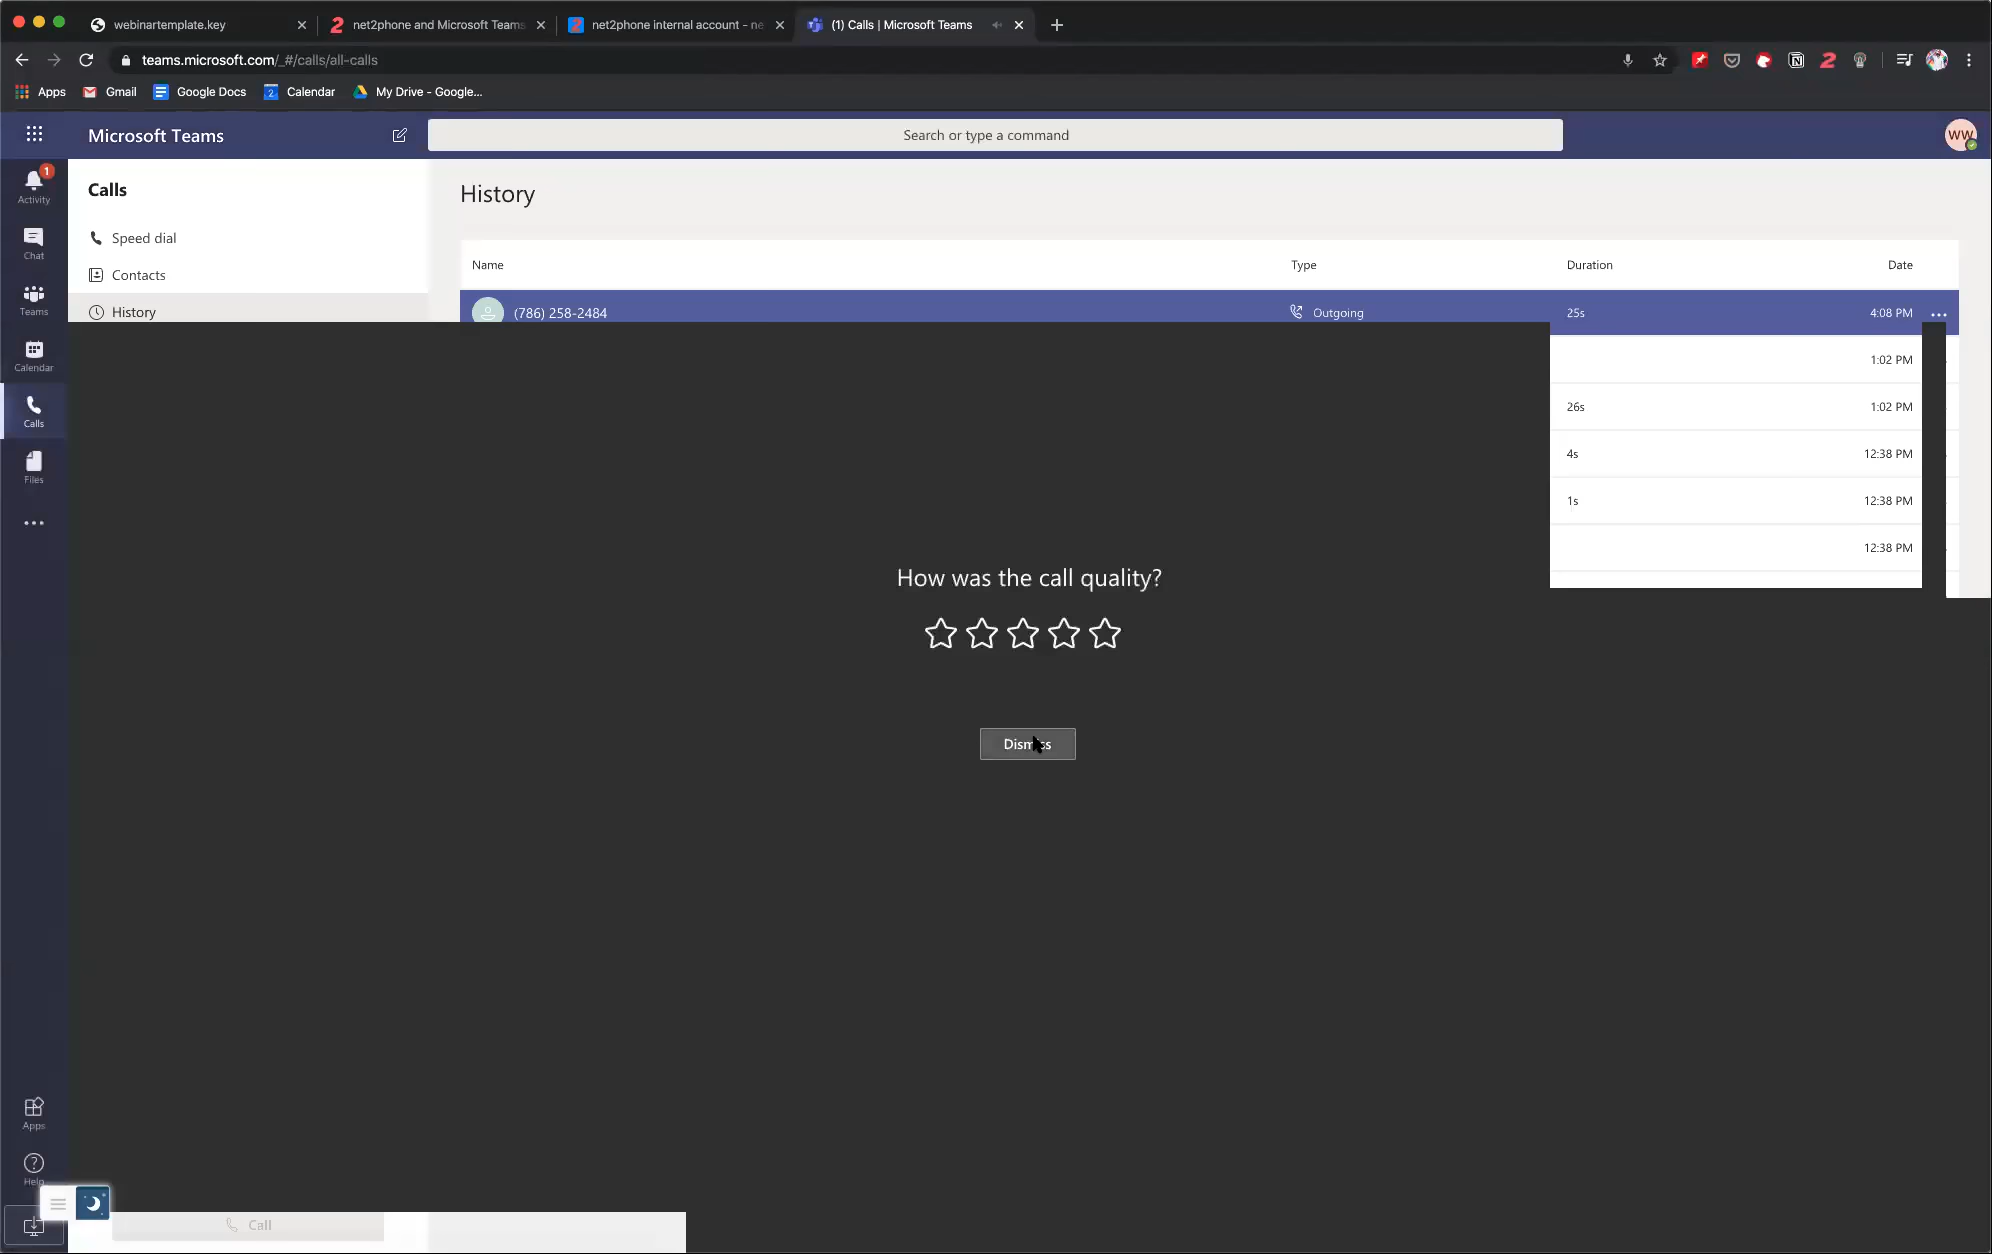 webinartemplate.key
net2phone and Microsoft Teams
net2phone internal account - ne
(1) Calls | Microsoft Teams
teams.microsoft.com/_#/calls/all-calls
Apps
Gmail
Google Docs
Calendar
My Drive - Google...
Microsoft Teams
Search or type a command
WW
1
Activity
Chat
Teams
Calendar
Calls
Files
Calls
Speed dial
Contacts
History
History
Name
Type
Duration
Date
(786) 258-2484
Outgoing
25s
4:08 PM
1:02 PM
26s
1:02 PM
4s
12:38 PM
1s
12:38 PM
12:38 PM
How was the call quality?
Apps
Help
Call